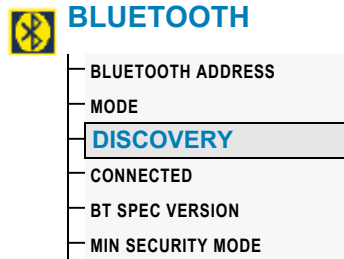 BLUETOOTH
BLUETOOTH ADDRESS
MODE
DISCOVERY
CONNECTED
BT SPEC VERSION
MIN SECURITY MODE